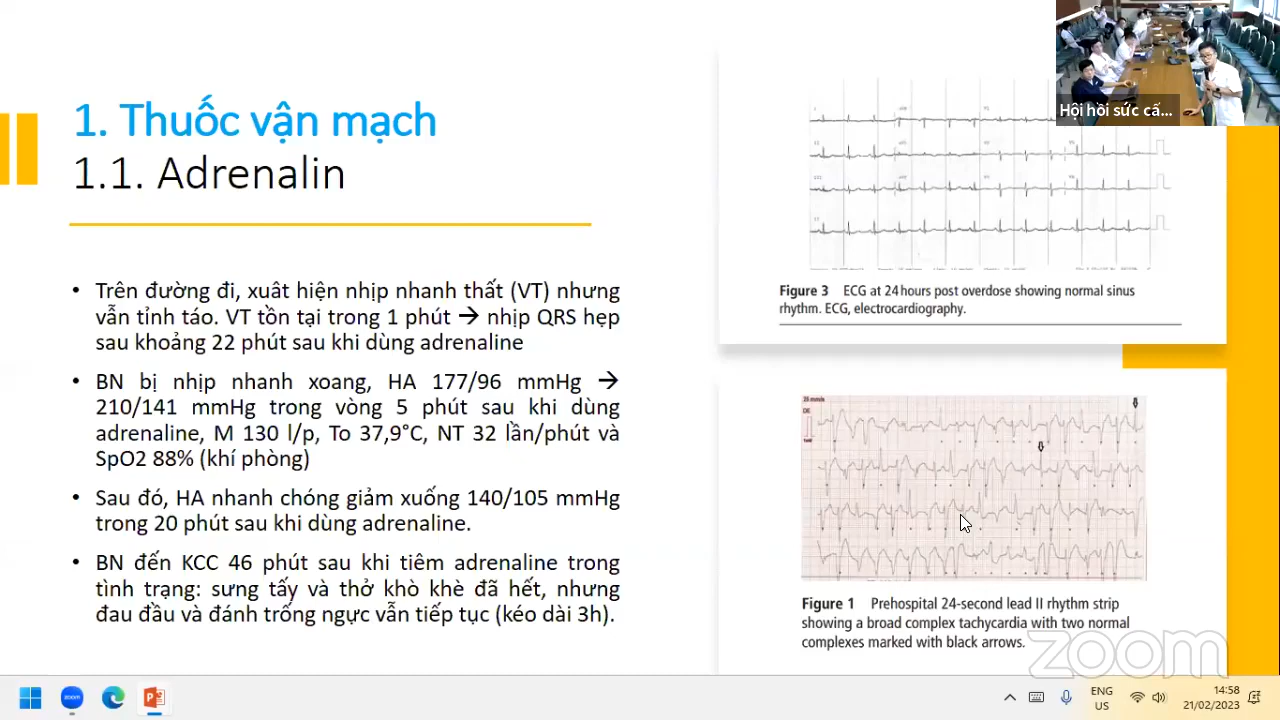 1. Thuốc vận mạch
1.1. Adrenalin
• Trên đường đi, xuât hiện nhịp nhanh thất (VT) nhưng
vẫn tỉnh táo. VT tồn tại trong 1 phút → nhịp QRS hẹp
sau khoảng 22 phút sau khi dùng adrenaline
• BN bị nhịp nhanh xoang, HA 177/96 mmHg →
210/141 mmHg trong vòng 5 phút sau khi dùng
adrenaline, M 130 l/p, To 37,9°C, NT 32 lần/phút và
SpO2 88% (khí phòng)
• Sau đó, HA nhanh chóng giảm xuống 140/105 mmHg
trong 20 phút sau khi dùng adrenaline.
• BN đến KCC 46 phút sau khi tiêm adrenaline trong
tình trạng: sưng tấy và thở khò khè đã hết, nhưng
đau đầu và đánh trống ngực vẫn tiếp tục (kéo dài 3h).
Hội hồi sức cấ...
Figure 3 ECG at 24 hours post overdose showing normal sinus
rhythm. ECG, electrocardiography.
25 mm/s
Figure 1 Prehospital 24-second lead II rhythm strip
showing a broad complex tachycardia with two normal
complexes marked with black arrows.
zoom
zoom
ENG
US
14:58
21/02/2023